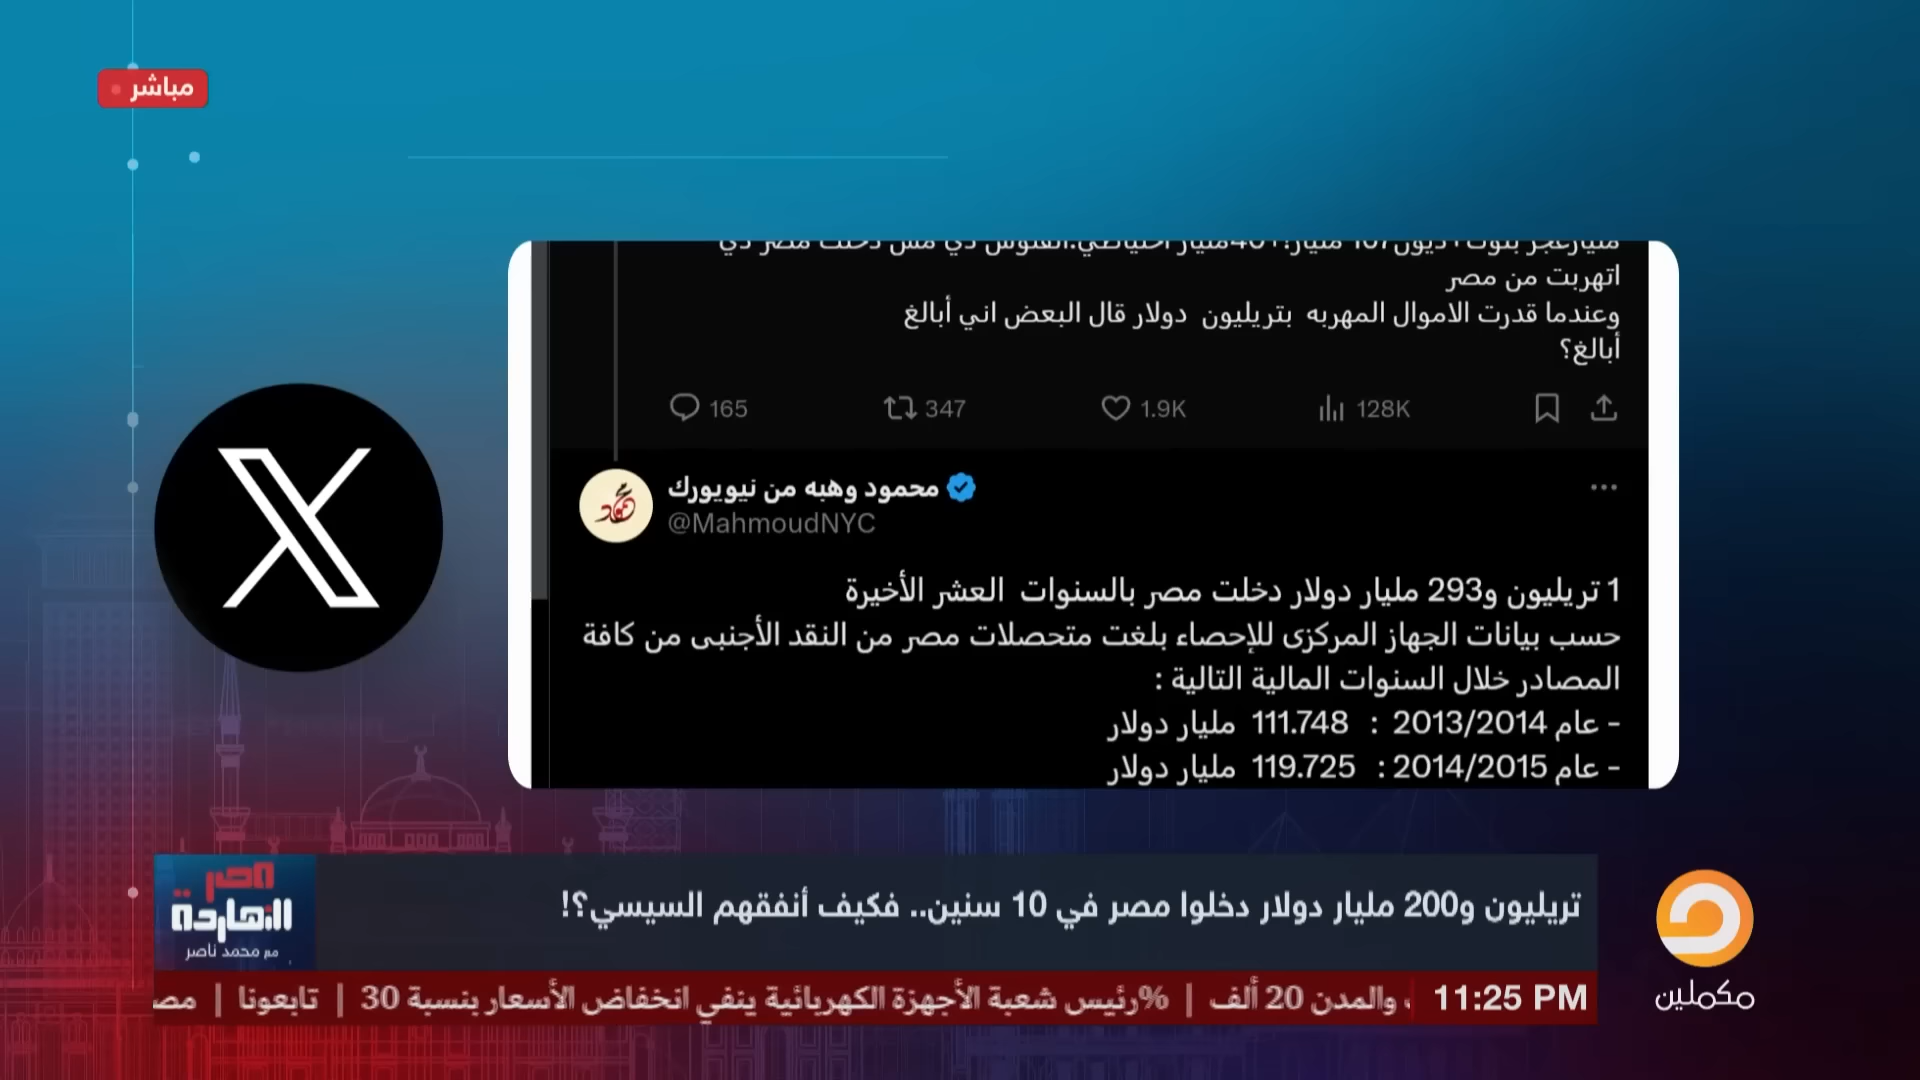 مباشر
اتهربت من مصر
وعندما قدرت الاموال المهربه بتريليون دولار قال البعض اني أبالغ
أبالغ؟
165
347
1.9K
128K
محمود وهبه من نيويورك
@MahmoudNYC
1 تريليون و293 مليار دولار دخلت مصر بالسنوات العشر الأخيرة
حسب بيانات الجهاز المركزى للإحصاء بلغت متحصلات مصر من النقد الأجنبى من كافة
المصادر خلال السنوات المالية التالية :
- عام 2013/2014 : 111.748 مليار دولار
- عام 2014/2015 : 119.725 مليار دولار
مصر
النهاردة
مع محمد ناصر
تريليون و200 مليار دولار دخلوا مصر في 10 سنين.. فكيف أنفقهم السيسي؟!
11:25 PM
والمدن 20 ألف | %رئيس شعبة الأجهزة الكهربائية ينفي انخفاض الأسعار بنسبة 30 | تابعونا |
مكملين